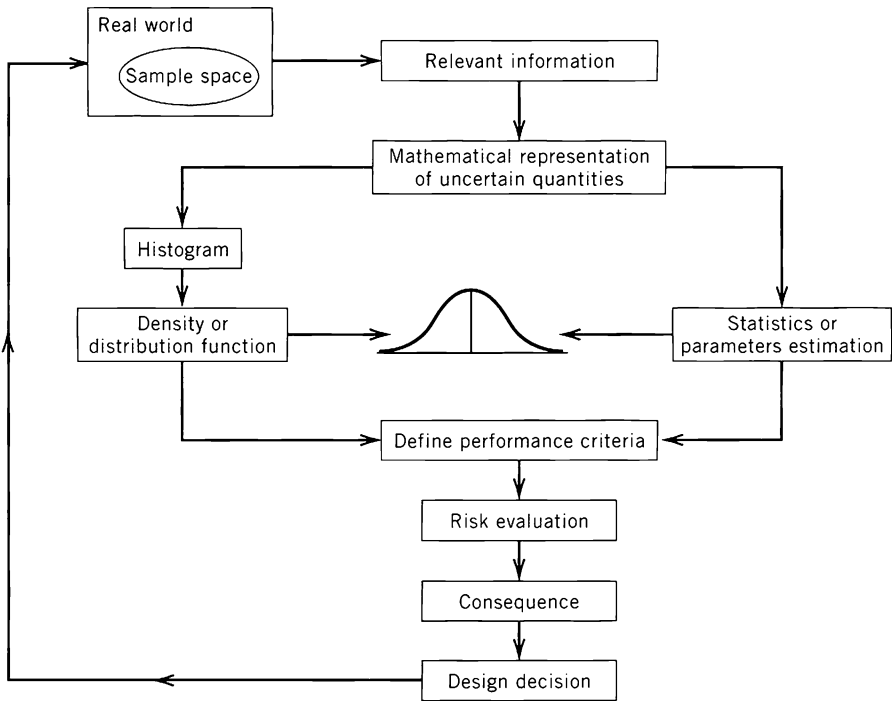 Real world
Sample space
Relevant information
Mathematical representation
of uncertain quantities
Histogram
Density or
distribution function
Statistics or
parameters estimation
Define performance criteria
Risk evaluation
Consequence
Design decision